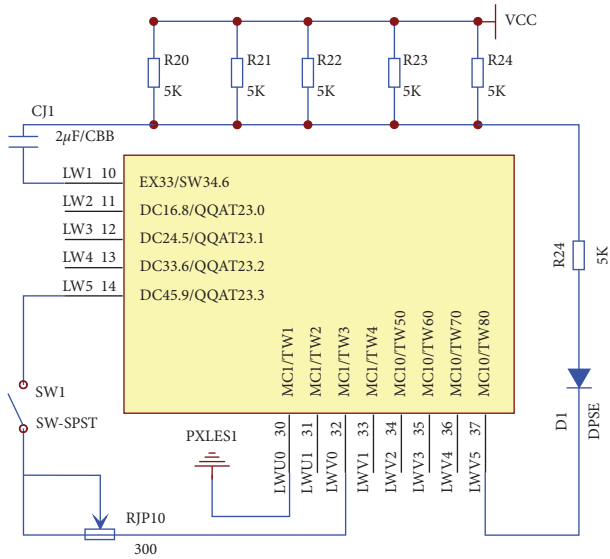 VCC
R20
5K
R21
5K
R22
5K
R23
5K
R24
5K
CJ1
2μF/CBB
LW1 10
EX33/SW34.6
LW2 11
DC16.8/QQAT23.0
LW3 12
DC24.5/QQAT23.1
LW4 13
DC33.6/QQAT23.2
LW5 14
DC45.9/QQAT23.3
R24
5K
MC1/TW1
MC1/TW2
MC1/TW3
MC1/TW4
MC10/TW50
MC10/TW60
MC10/TW70
MC10/TW80
SW1
SW-SPST
D1
DPSE
PXLES1
LWU0 30
LWU1 31
LWV0 32
LWV1 33
LWV2 34
LWV3 35
LWV4 36
LWV5 37
RJP10
300